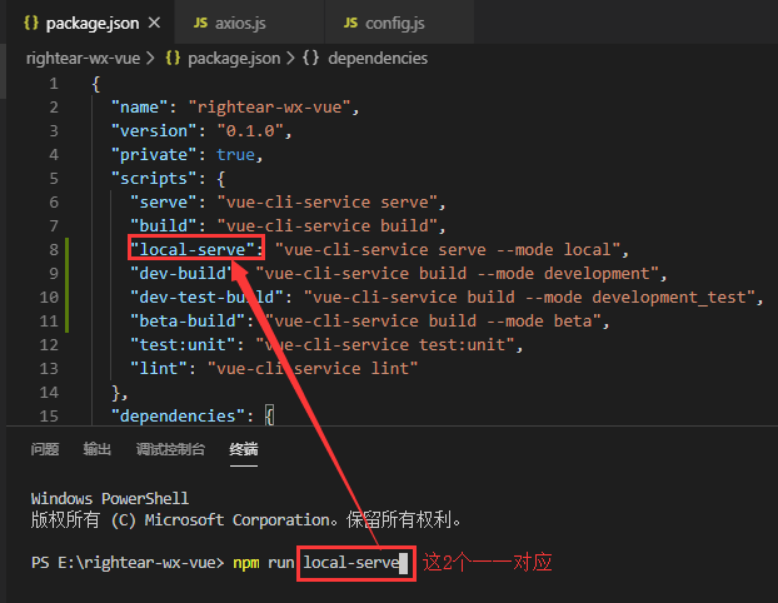 {} package.json ✕ JS axios.js JS config.js
rightear-wx-vue > {} package.json > {} dependencies
1 {
2 "name": "rightear-wx-vue",
3 "version": "0.1.0",
4 "private": true,
5 "scripts": {
6 "serve": "vue-cli-service serve",
7 "build": "vue-cli-service build",
8 "local-serve": "vue-cli-service serve --mode local",
9 "dev-build": "vue-cli-service build --mode development",
10 "dev-test-build": "vue-cli-service build --mode development_test",
11 "beta-build": "vue-cli-service build --mode beta",
12 "test:unit": "vue-cli-service test:unit",
13 "lint": "vue-cli-service lint"
14 },
15 "dependencies": {
问题 输出 调试控制台 终端
Windows PowerShell
版权所有 (C) Microsoft Corporation。保留所有权利。
PS E:\rightear-wx-vue> npm run local-serve 这2个一一对应